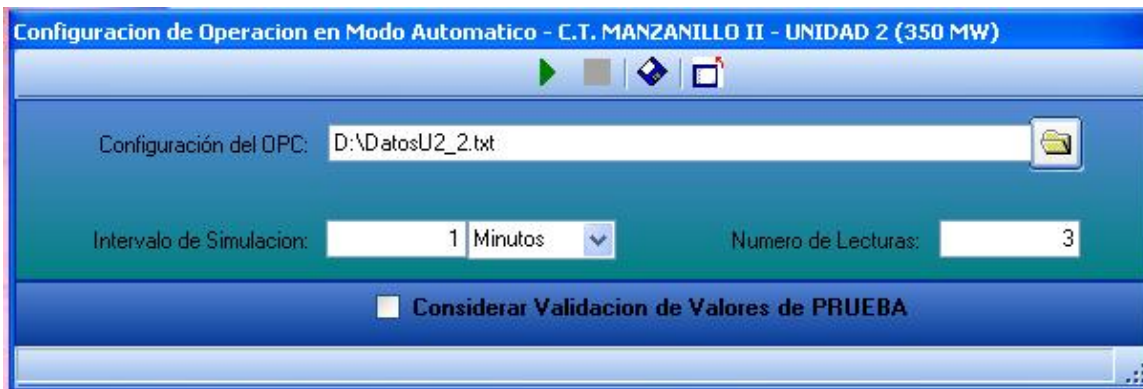 Configuracion de Operacion en Modo Automatico - C.T. MANZANILLO II - UNIDAD 2 (350 MW)
Configuración del OPC: D:\DatosU2_2.txt
Intervalo de Simulacion: 1 Minutos Numero de Lecturas: 3
Considerar Validacion de Valores de PRUEBA